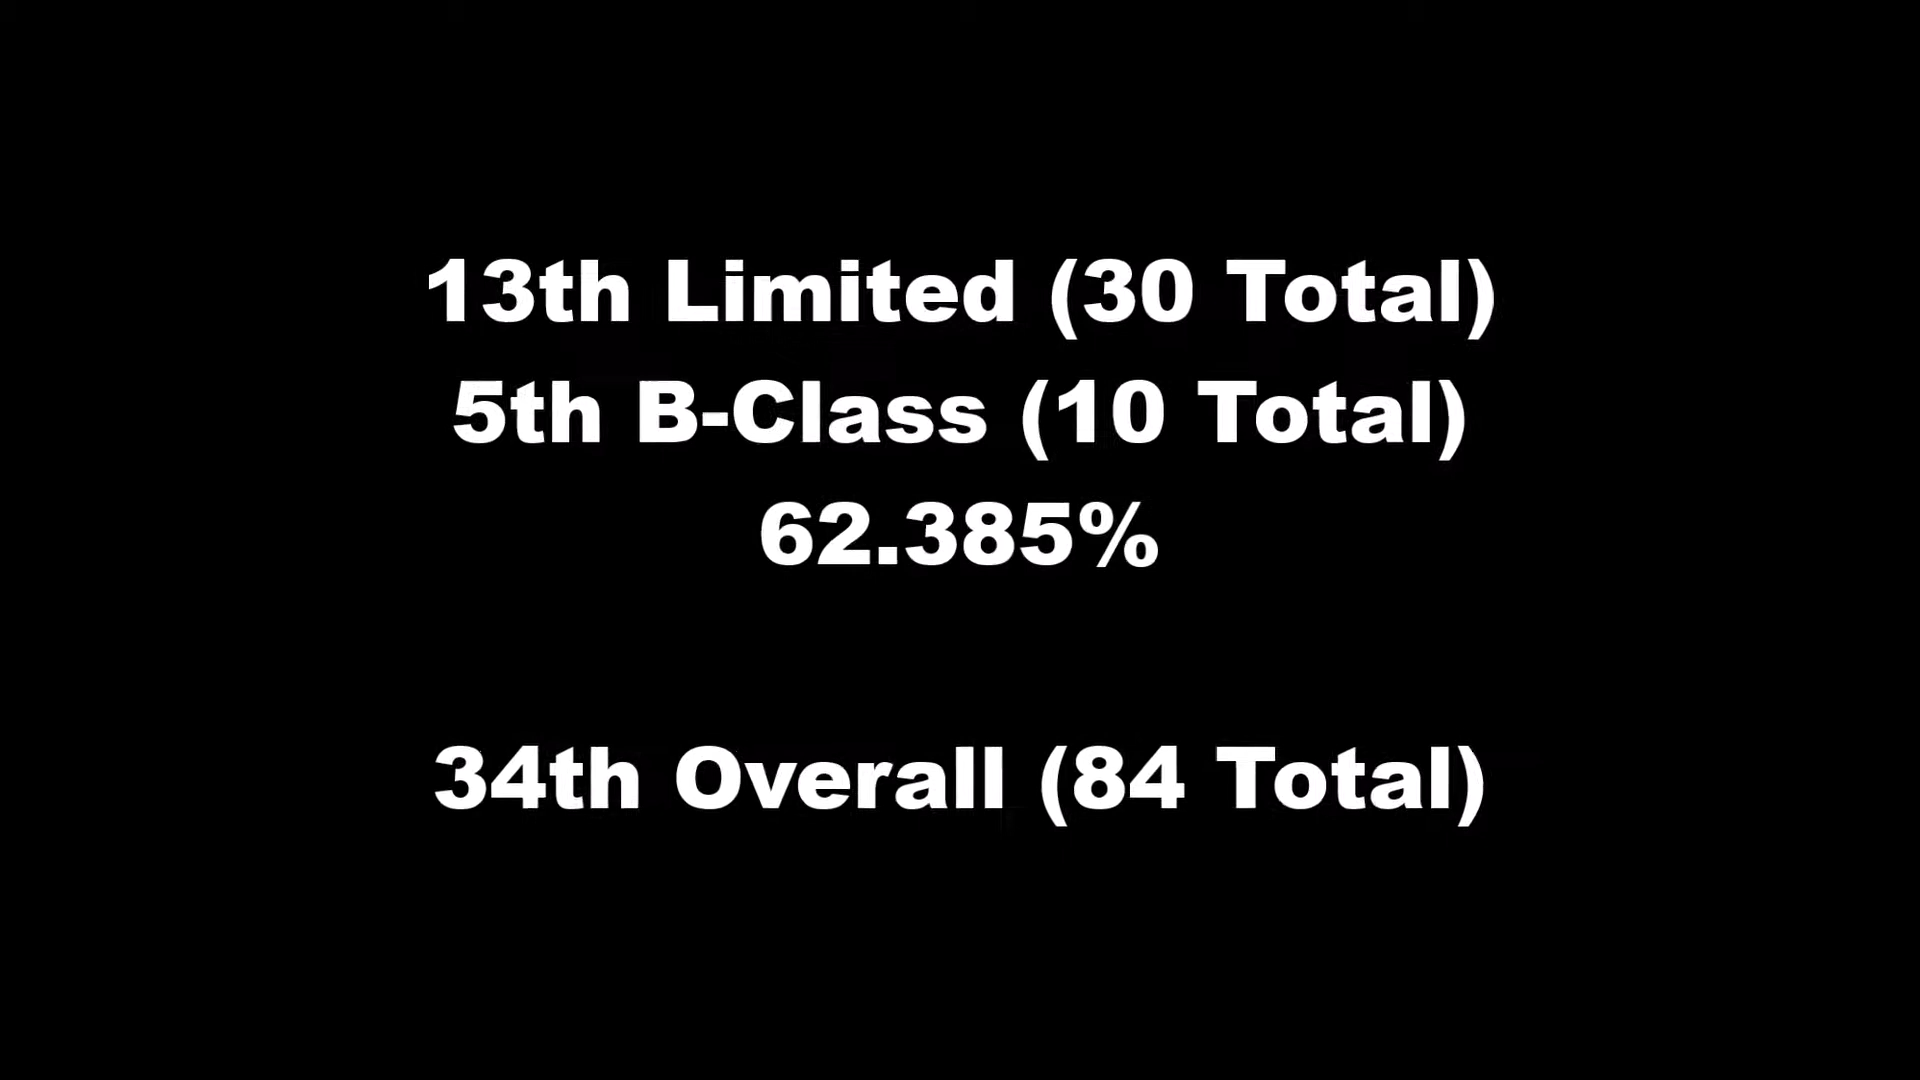 13th Limited (30 Total)
5th B-Class (10 Total)
62.385%
34th Overall (84 Total)